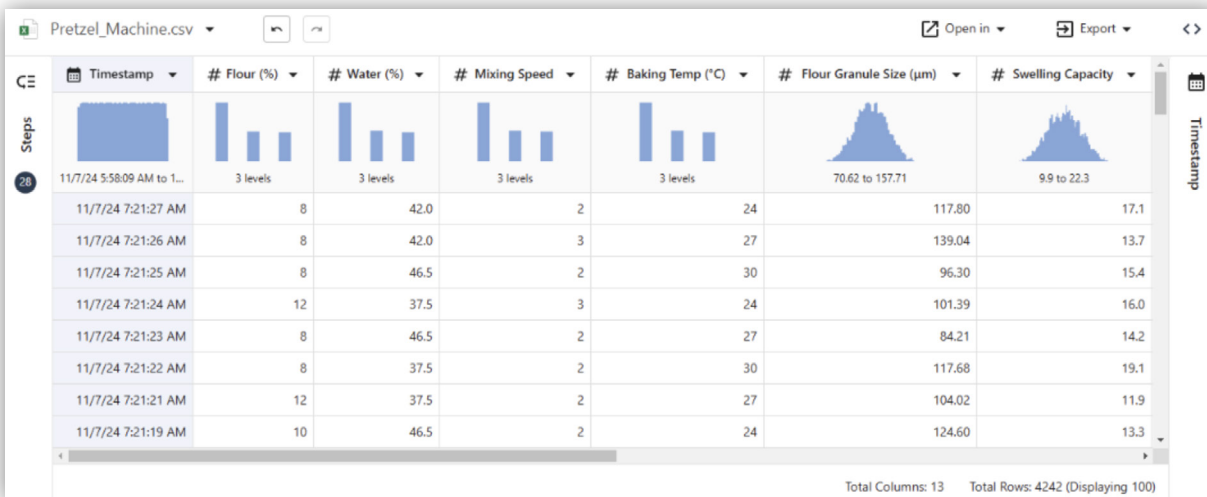 Pretzel_Machine.csv Open in Export
Timestamp # Flour (%) # Water (%) # Mixing Speed # Baking Temp (°C) # Flour Granule Size (µm) # Swelling Capacity
Steps
28
11/7/24 5:58:09 AM to 1... 3 levels 3 levels 3 levels 3 levels 70.62 to 157.71 9.9 to 22.3
11/7/24 7:21:27 AM 8 42.0 2 24 117.80 17.1
11/7/24 7:21:26 AM 8 42.0 3 27 139.04 13.7
11/7/24 7:21:25 AM 8 46.5 2 30 96.30 15.4
11/7/24 7:21:24 AM 12 37.5 3 24 101.39 16.0
11/7/24 7:21:23 AM 8 46.5 2 27 84.21 14.2
11/7/24 7:21:22 AM 8 37.5 2 30 117.68 19.1
11/7/24 7:21:21 AM 12 37.5 2 27 104.02 11.9
11/7/24 7:21:19 AM 10 46.5 2 24 124.60 13.3
Timestamp
Total Columns: 13 Total Rows: 4242 (Displaying 100)